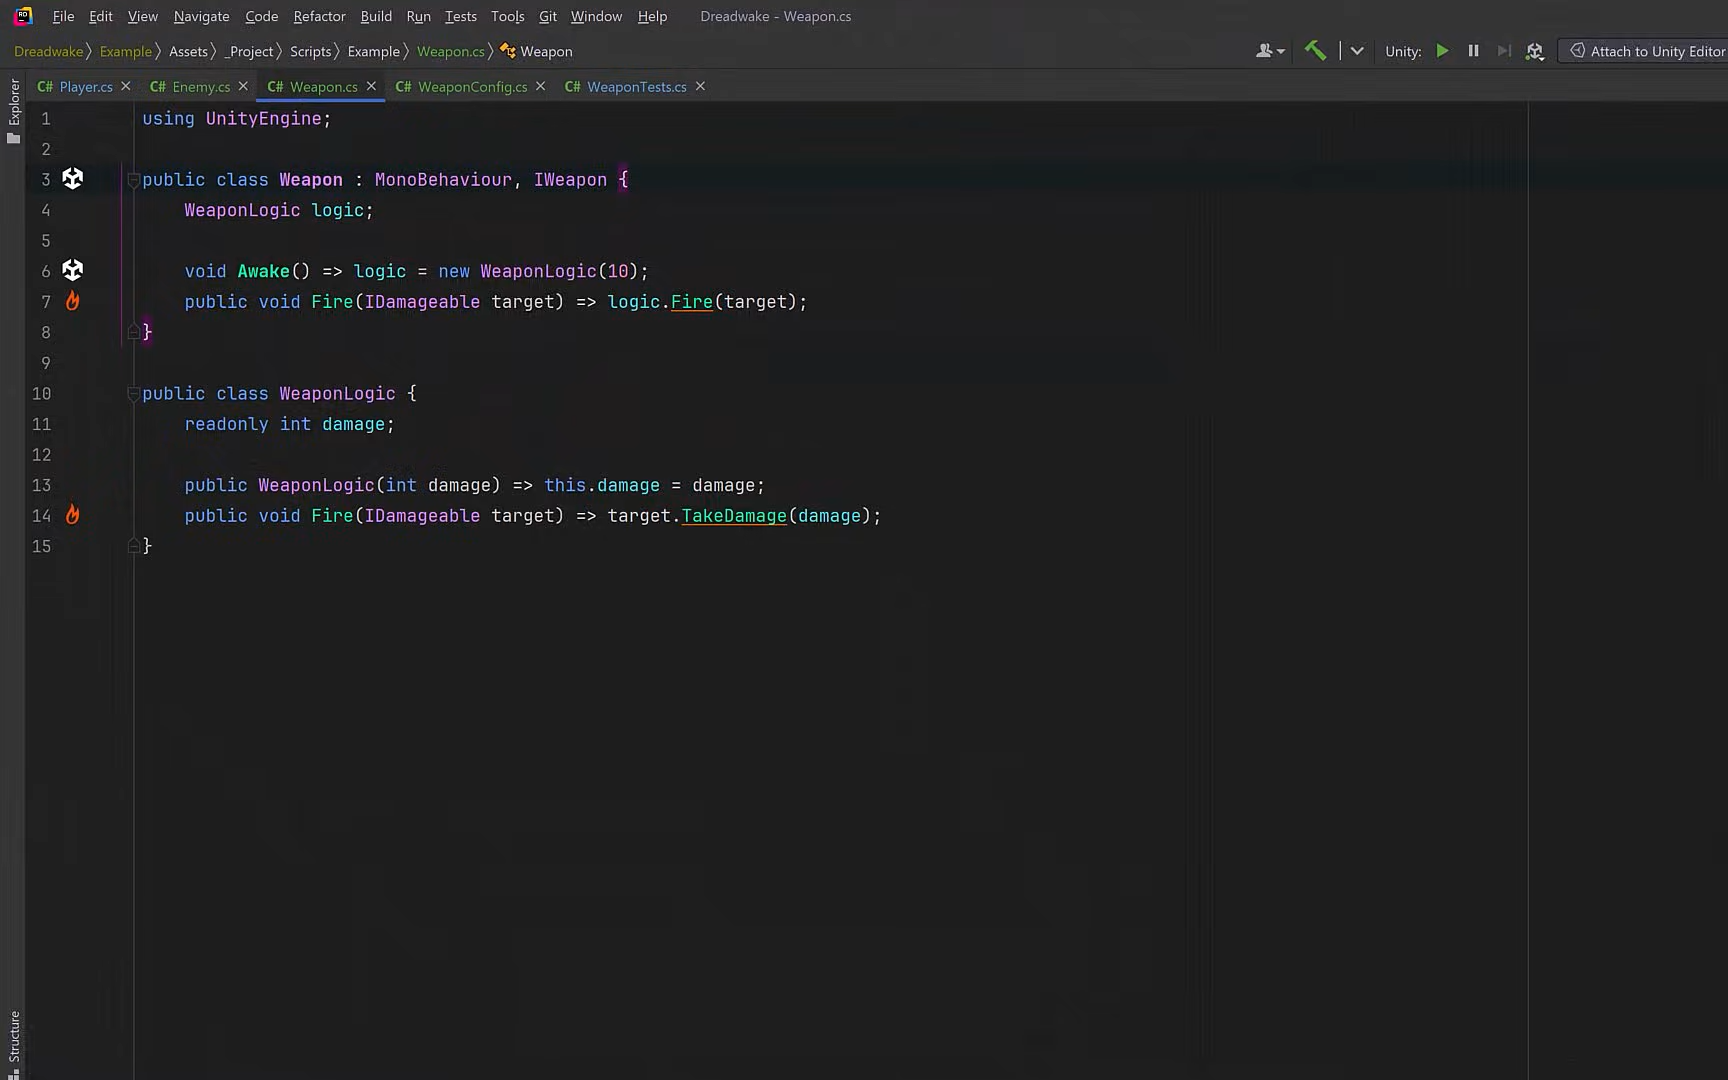 File Edit View Navigate Code Refactor Build Run Tests Tools Git Window Help Dreadwake - Weapon.cs
Dreadwake Example Assets _Project Scripts Example Weapon.cs Weapon Unity: Attach to Unity Editor
C# Player.cs C# Enemy.cs C# Weapon.cs C# WeaponConfig.cs C# WeaponTests.cs
Explorer
1 using UnityEngine;
2
3 public class Weapon : MonoBehaviour, IWeapon {
4 WeaponLogic logic;
5
6 void Awake() => logic = new WeaponLogic(10);
7 public void Fire(IDamageable target) => logic.Fire(target);
8 }
9
10 public class WeaponLogic {
11 readonly int damage;
12
13 public WeaponLogic(int damage) => this.damage = damage;
14 public void Fire(IDamageable target) => target.TakeDamage(damage);
15 }
Structure